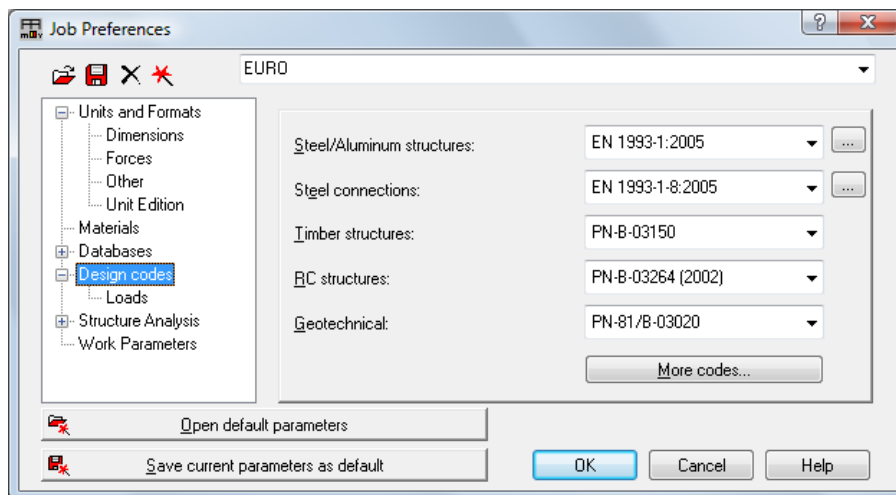 Job Preferences
EURO
Units and Formats
Dimensions
Forces
Other
Unit Edition
Materials
Databases
Design codes
Loads
Structure Analysis
Work Parameters
Steel/Aluminum structures: EN 1993-1:2005 ...
Steel connections: EN 1993-1-8:2005 ...
Timber structures: PN-B-03150
RC structures: PN-B-03264 (2002)
Geotechnical: PN-81/B-03020
More codes...
Open default parameters
Save current parameters as default
OK Cancel Help